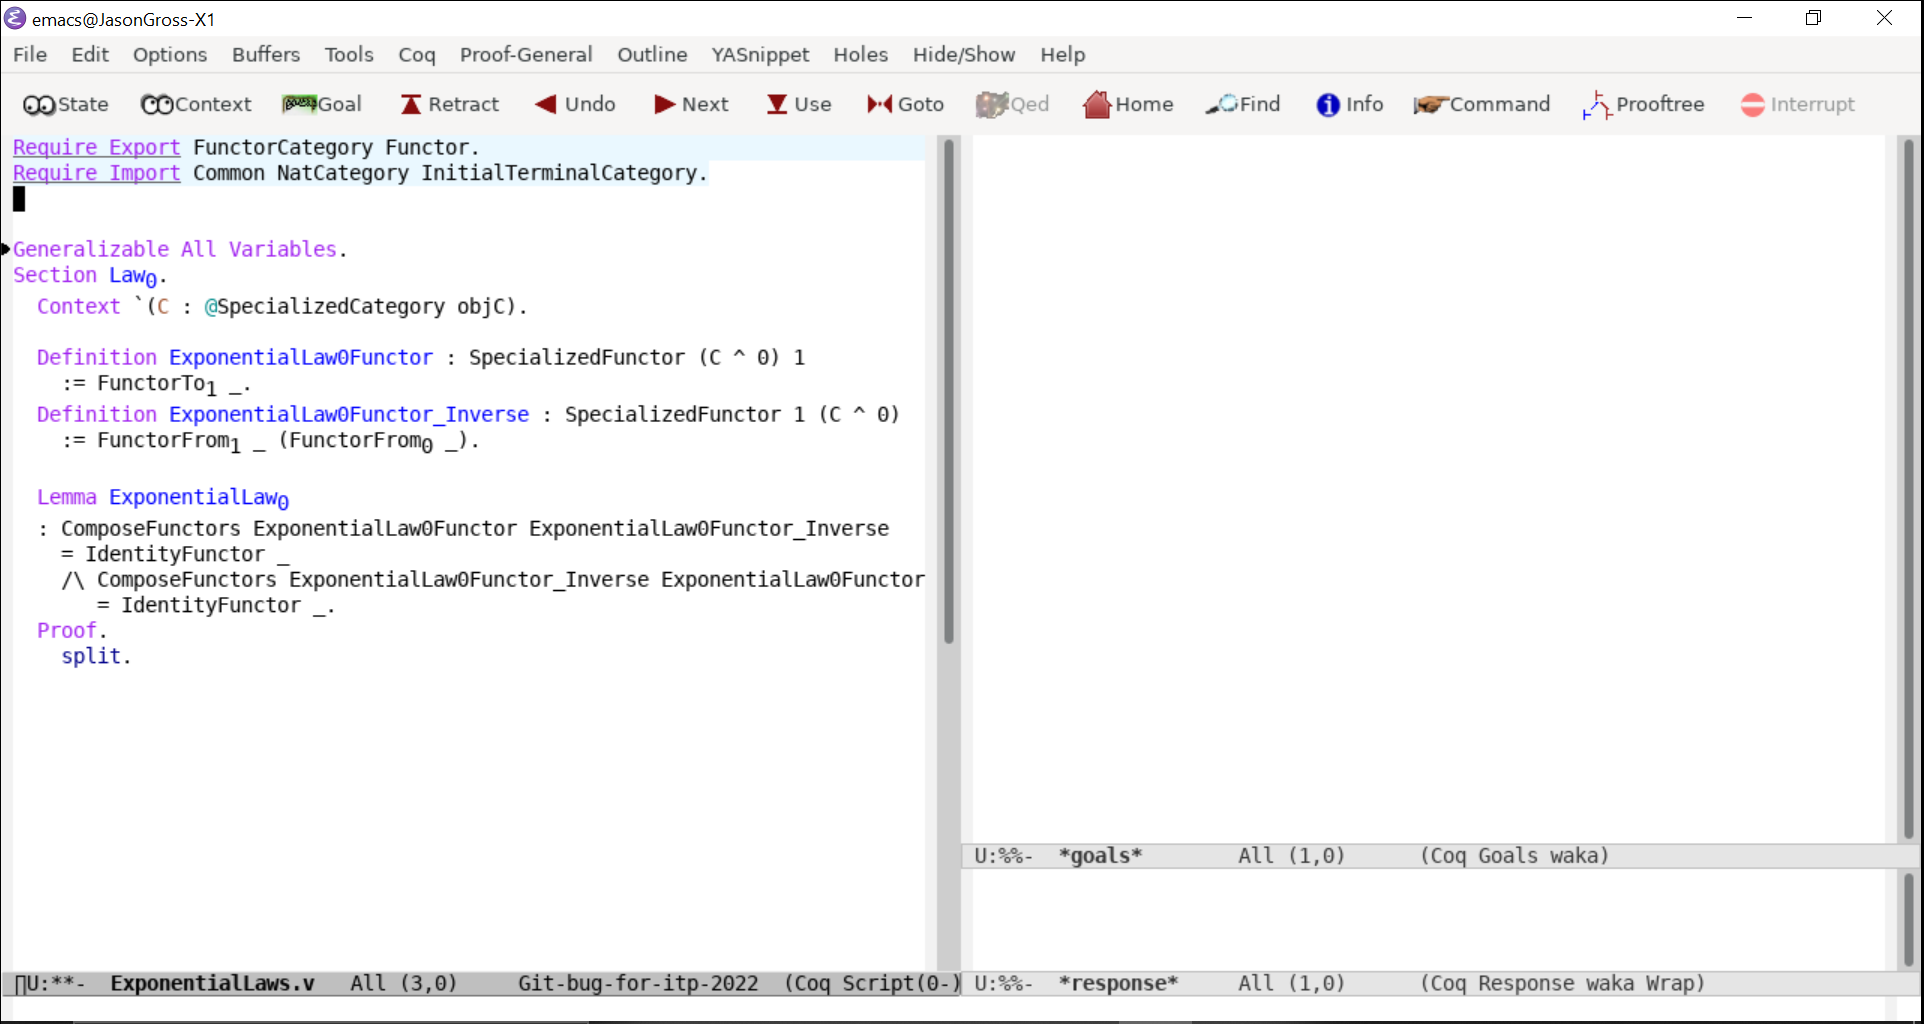 emacs@JasonGross-X1
File Edit Options Buffers Tools Coq Proof-General Outline YASnippet Holes Hide/Show Help
State Context Goal Retract Undo Next Use Goto Qed Home Find Info Command Prooftree Interrupt
Require Export FunctorCategory Functor.
Require Import Common NatCategory InitialTerminalCategory.
Generalizable All Variables.
Section Law₀.
Context `(C : @SpecializedCategory objC).
Definition ExponentialLaw0Functor : SpecializedFunctor (C ^ 0) 1
:= FunctorTo₁ _.
Definition ExponentialLaw0Functor_Inverse : SpecializedFunctor 1 (C ^ 0)
:= FunctorFrom₁ _ (FunctorFrom₀ _).
Lemma ExponentialLaw₀
: ComposeFunctors ExponentialLaw0Functor ExponentialLaw0Functor_Inverse
= IdentityFunctor _
/\ ComposeFunctors ExponentialLaw0Functor_Inverse ExponentialLaw0Functor
= IdentityFunctor _.
Proof.
split.
U:**- ExponentialLaws.v All (3,0) Git-bug-for-itp-2022 (Coq Script(0-)
U:%%- *goals* All (1,0) (Coq Goals waka)
U:%%- *response* All (1,0) (Coq Response waka Wrap)